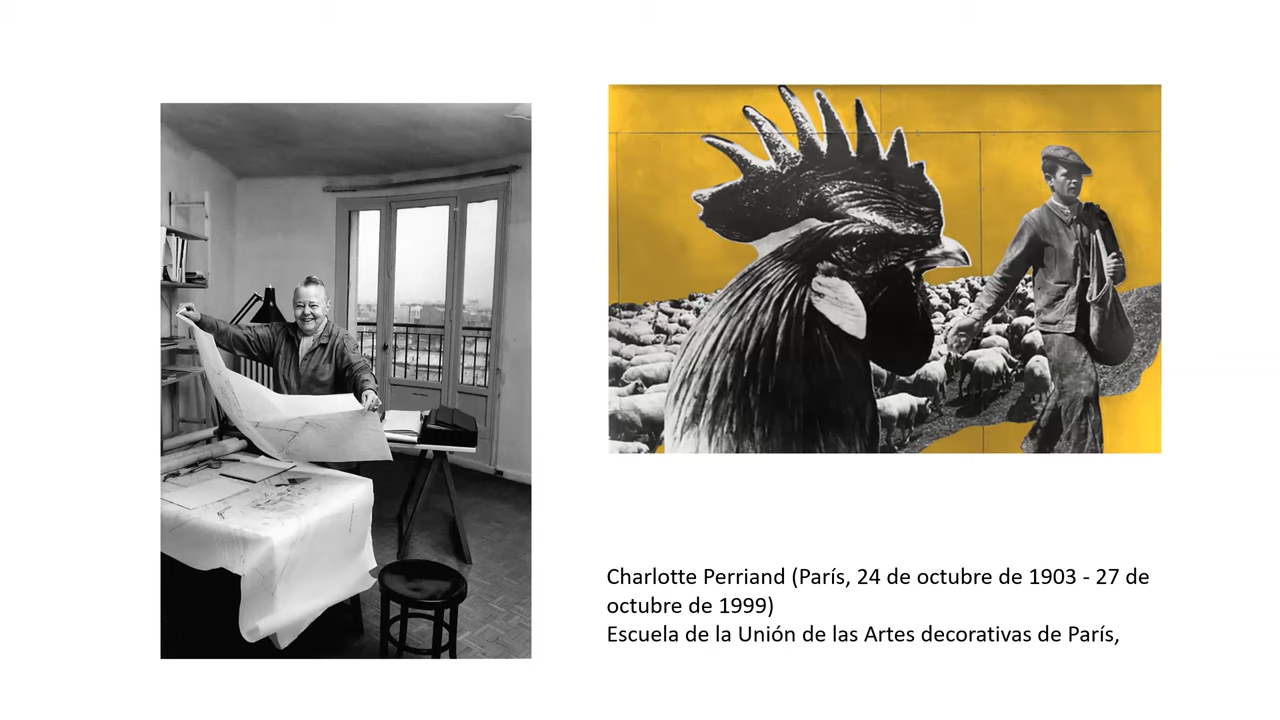 Charlotte Perriand (París, 24 de octubre de 1903 - 27 de
octubre de 1999)
Escuela de la Unión de las Artes decorativas de París,